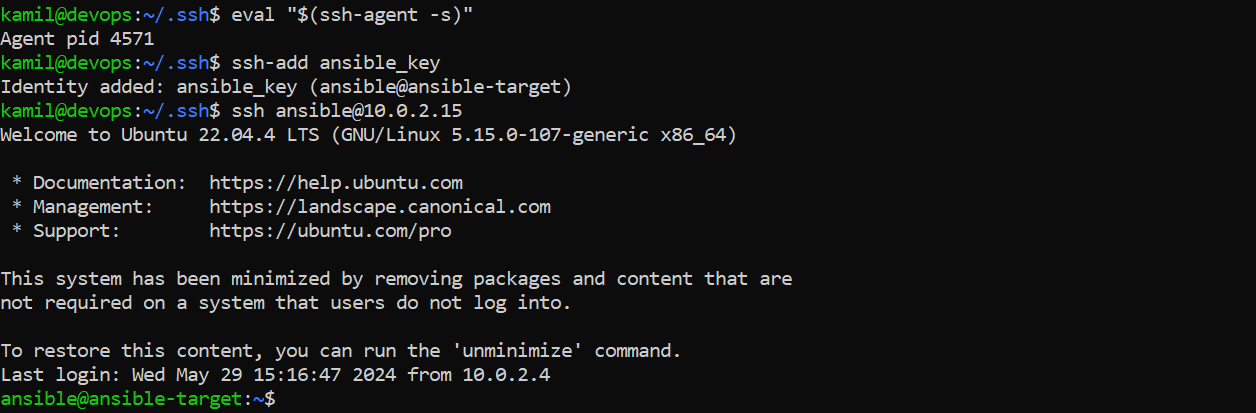 kamil@devops:~/.ssh$ eval "$(ssh-agent -s)"
Agent pid 4571
kamil@devops:~/.ssh$ ssh-add ansible_key
Identity added: ansible_key (ansible@ansible-target)
kamil@devops:~/.ssh$ ssh ansible@10.0.2.15
Welcome to Ubuntu 22.04.4 LTS (GNU/Linux 5.15.0-107-generic x86_64)

 * Documentation:  https://help.ubuntu.com
 * Management:     https://landscape.canonical.com
 * Support:        https://ubuntu.com/pro

This system has been minimized by removing packages and content that are
not required on a system that users do not log into.

To restore this content, you can run the 'unminimize' command.
Last login: Wed May 29 15:16:47 2024 from 10.0.2.4
ansible@ansible-target:~$